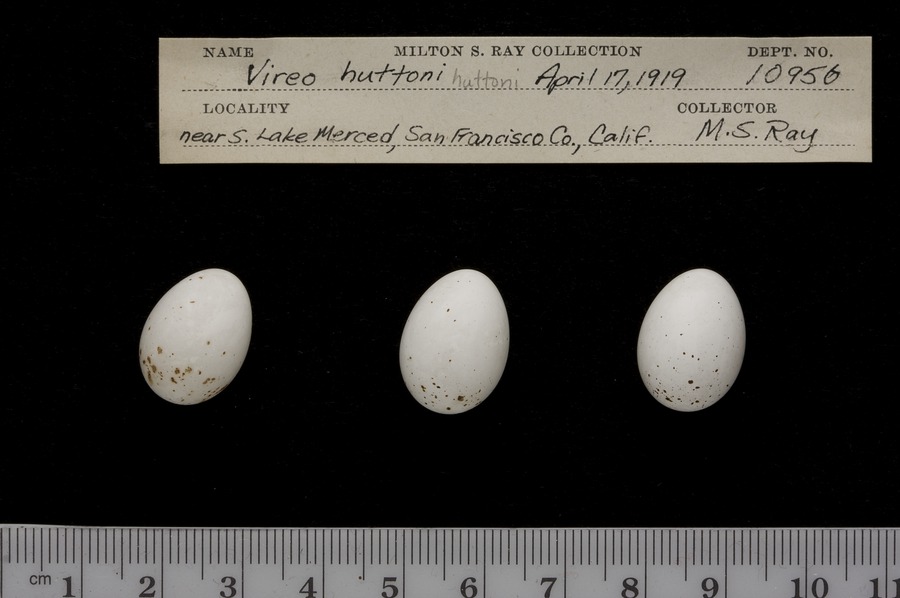 NAME MILTON S. RAY COLLECTION DEPT. NO.
Vireo huttoni huttoni April 17, 1919 10956
LOCALITY COLLECTOR
near S. Lake Merced, San Francisco Co., Calif. M.S. Ray
cm 1 2 3 4 5 6 7 8 9 10 11